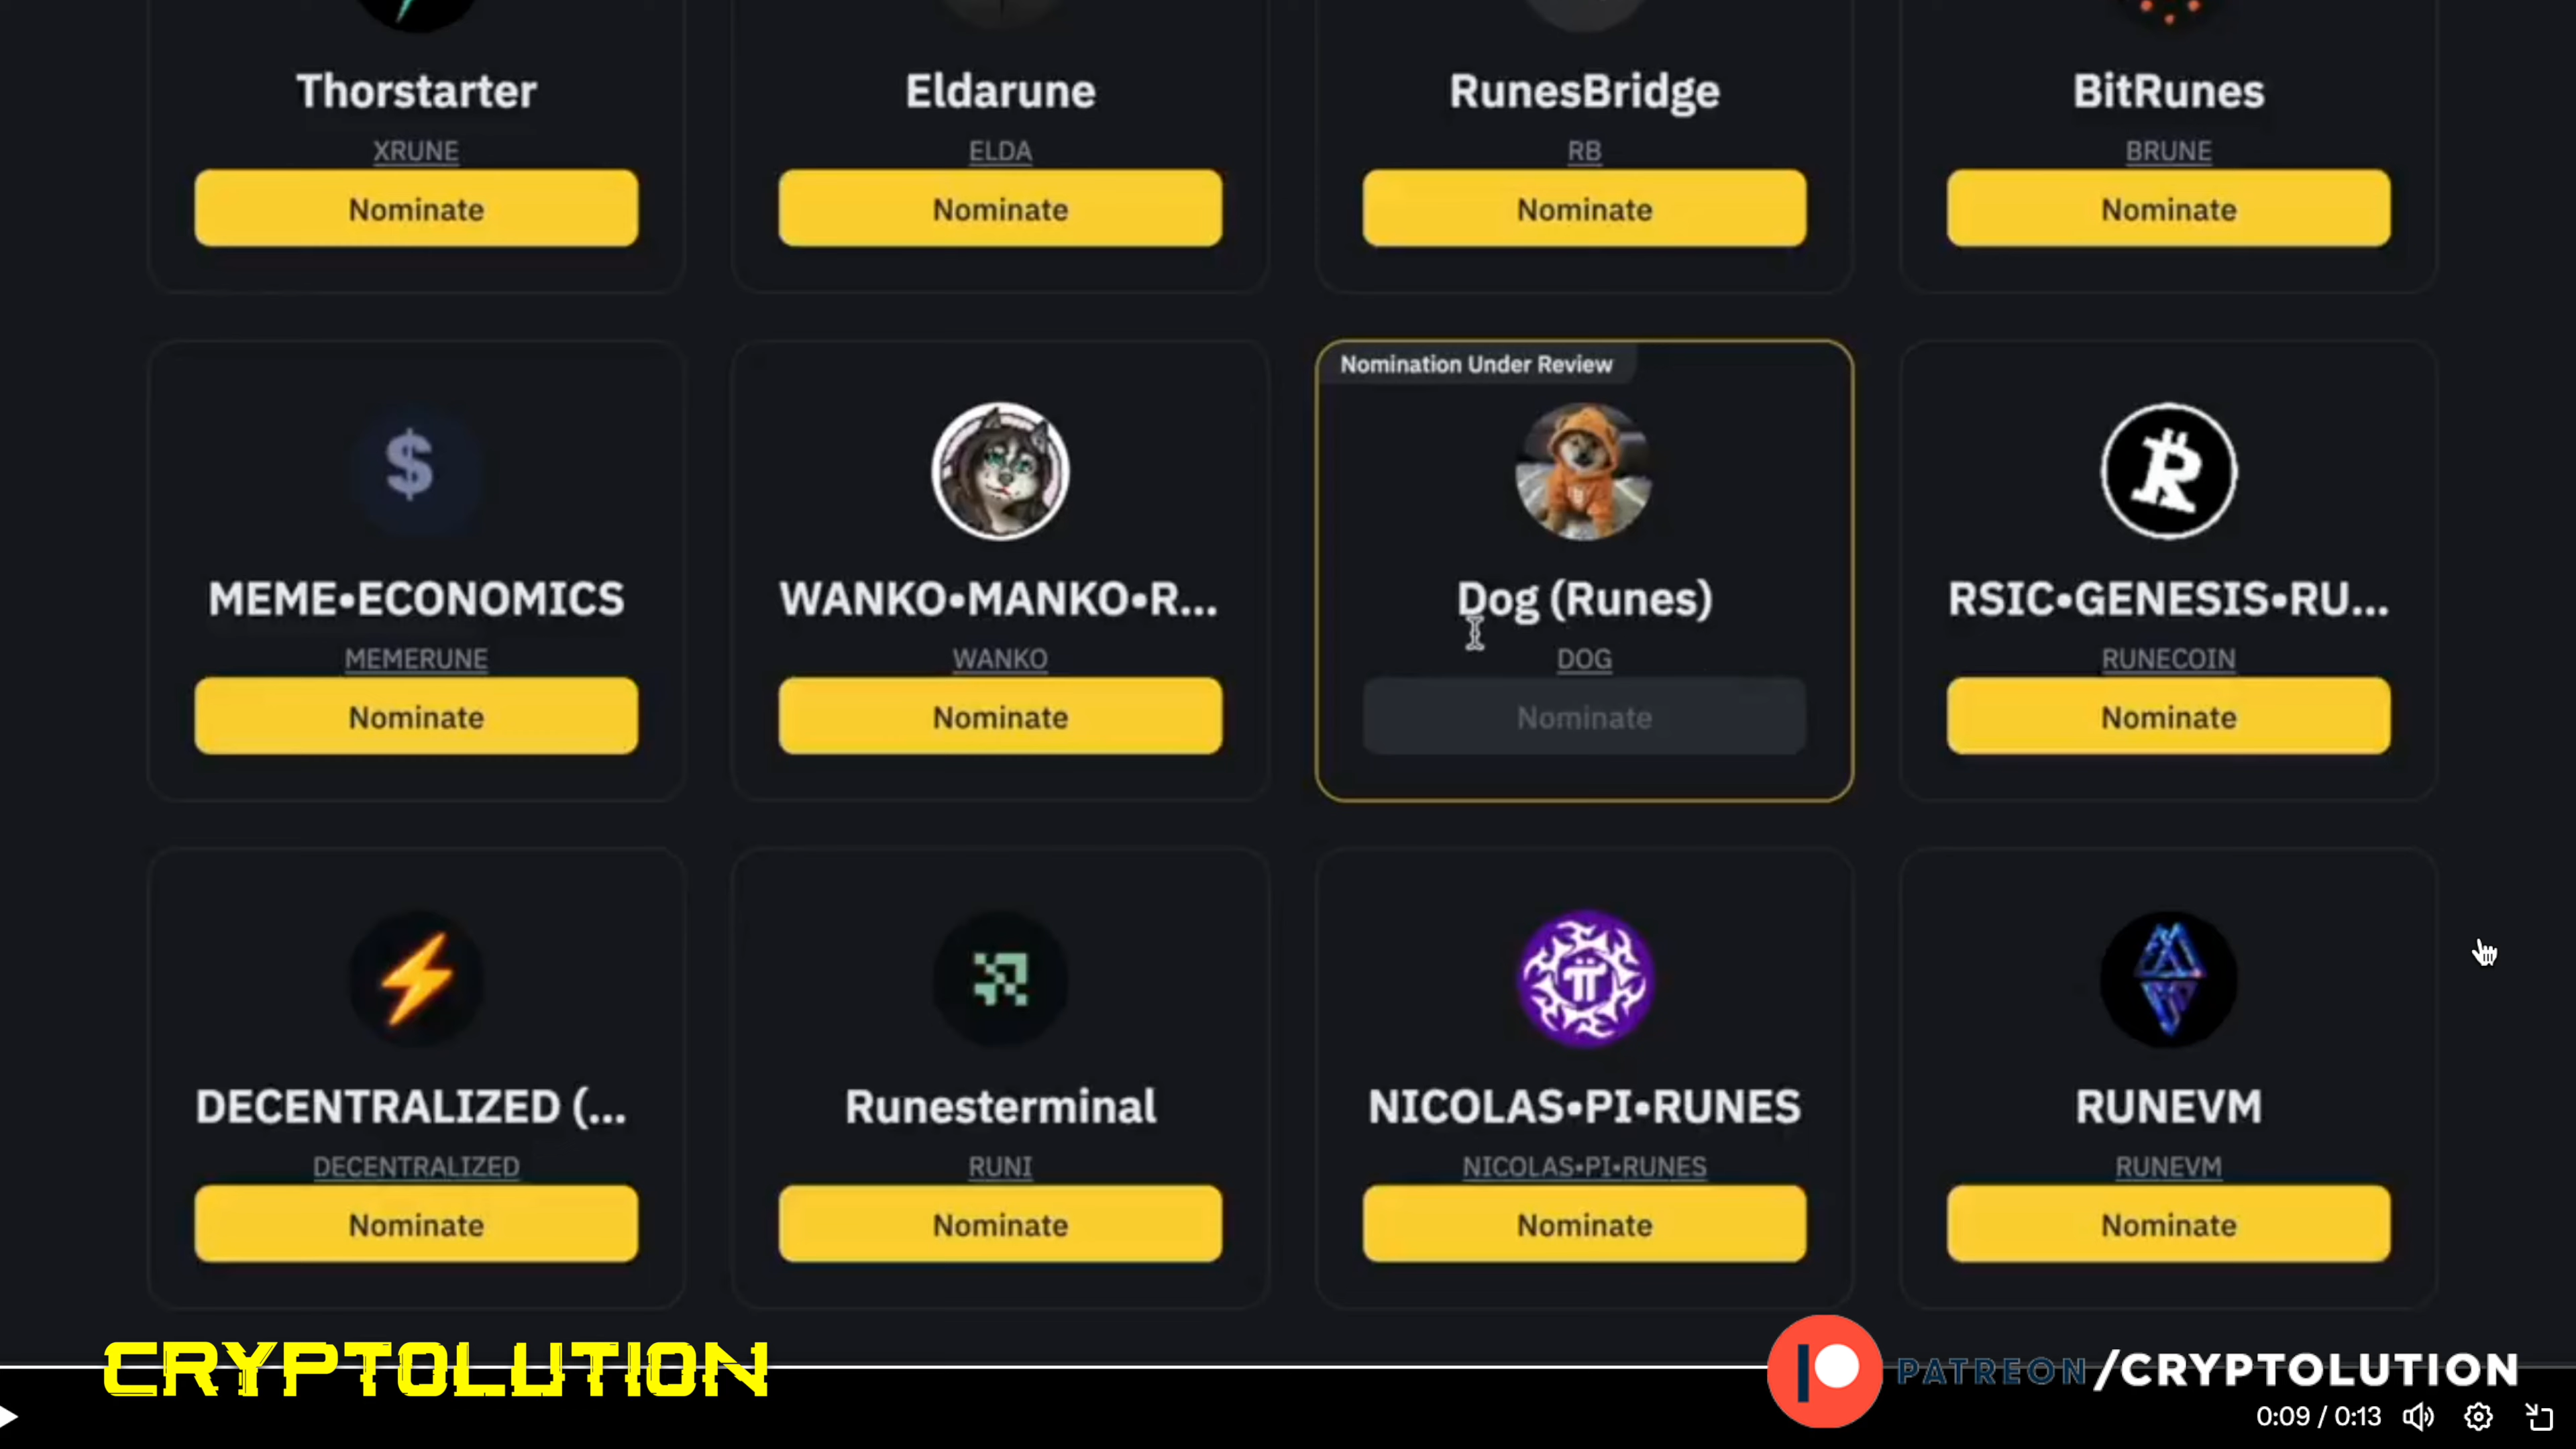 Thorstarter
XRUNE
Nominate
Eldarune
ELDA
Nominate
RunesBridge
RB
Nominate
BitRunes
BRUNE
Nominate
$
MEME•ECONOMICS
MEMERUNE
Nominate
WANKO•MANKO•R...
WANKO
Nominate
Nomination Under Review
Dog (Runes)
DOG
Nominate
RSIC•GENESIS•RU...
RUNECOIN
Nominate
DECENTRALIZED (...
DECENTRALIZED
Nominate
Runesterminal
RUNI
Nominate
NICOLAS•PI•RUNES
NICOLAS•PI•RUNES
Nominate
RUNEVM
RUNEVM
Nominate
CRYPTOLUTION
PATREON/CRYPTOLUTION
0:09 / 0:13